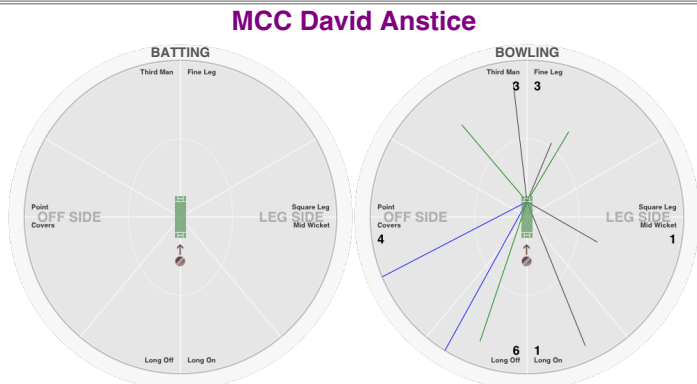 MCC David Anstice
BATTING
BOWLING
Third Man Fine Leg
Third Man Fine Leg
3 3
Point
OFF SIDE
Covers
Square Leg
LEG SIDE
Mid Wicket
Point
OFF SIDE
Covers
4
Square Leg
LEG SIDE
Mid Wicket
1
Long Off Long On
6 1
Long Off Long On